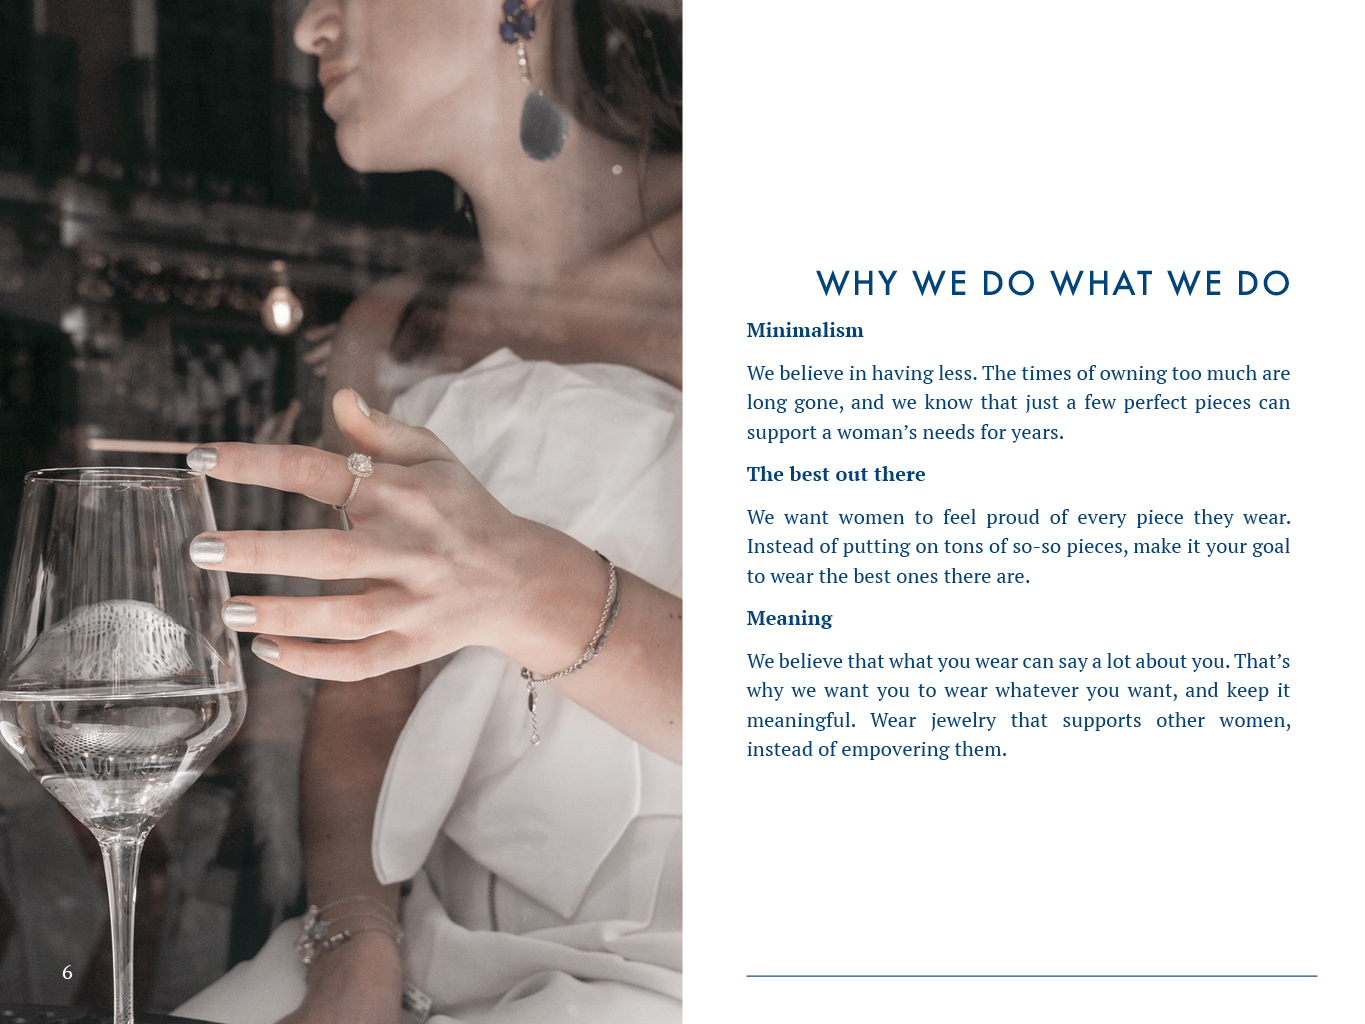 WHY WE DO WHAT WE DO
Minimalism
We believe in having less. The times of owning too much are
long gone, and we know that just a few perfect pieces can
support a woman’s needs for years.
The best out there
We want women to feel proud of every piece they wear.
Instead of putting on tons of so-so pieces, make it your goal
to wear the best ones there are.
Meaning
We believe that what you wear can say a lot about you. That’s
why we want you to wear whatever you want, and keep it
meaningful. Wear jewelry that supports other women,
instead of empovering them.
6